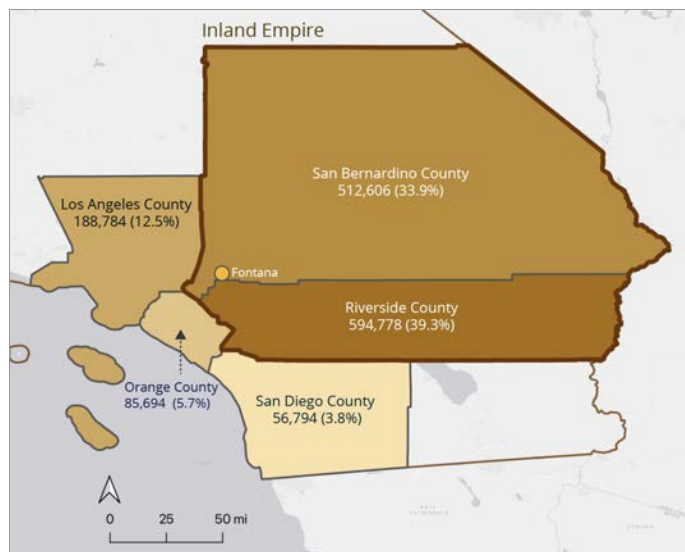 Inland Empire
San Bernardino County
512,606 (33.9%)
Los Angeles County
188,784 (12.5%)
Fontana
Riverside County
594,778 (39.3%)
Orange County
85,694 (5.7%)
San Diego County
56,794 (3.8%)
0 25 50 mi